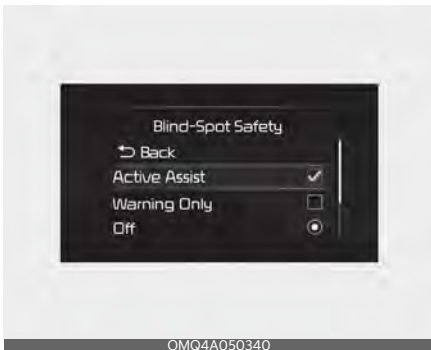 Blind-Spot Safety
Back
Active Assist
Warning Only
Off
OMQ4A050340